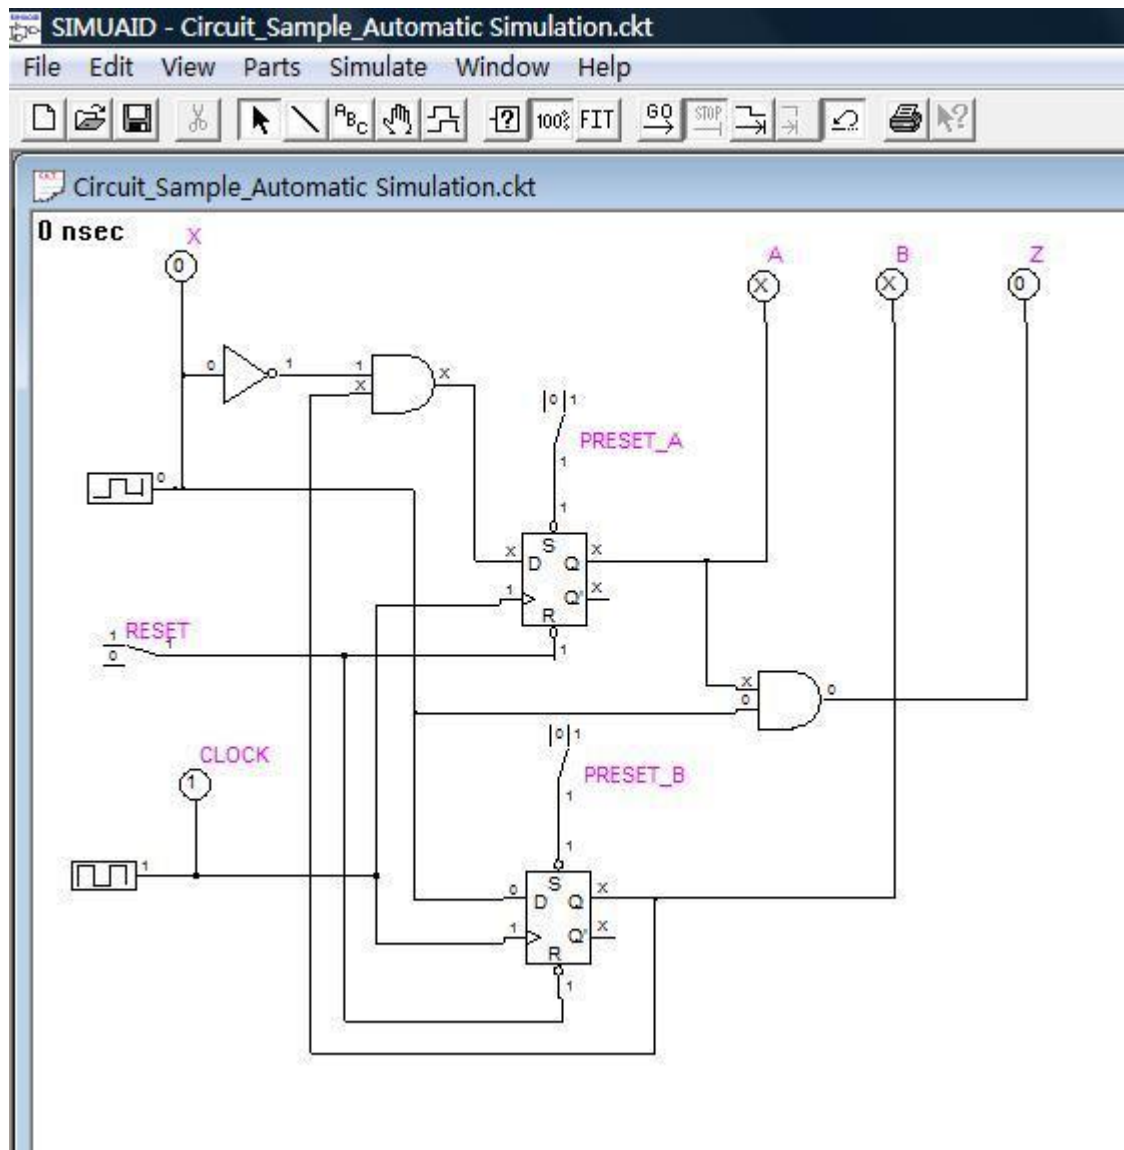 SIMUAID - Circuit_Sample_Automatic Simulation.ckt
File Edit View Parts Simulate Window Help
ABC ? 100% FIT GO STOP ?
Circuit_Sample_Automatic Simulation.ckt
0 nsec
X
A B Z
0
X X 0
0 1 1 X
X
0 1
PRESET_A
1
0
1
X S X
D Q
1 Q' X
R
1 RESET
0 1
1
X 0
0
0 1
CLOCK
PRESET_B
1
1
1
1
0 S X
D Q
1 Q' X
R
1